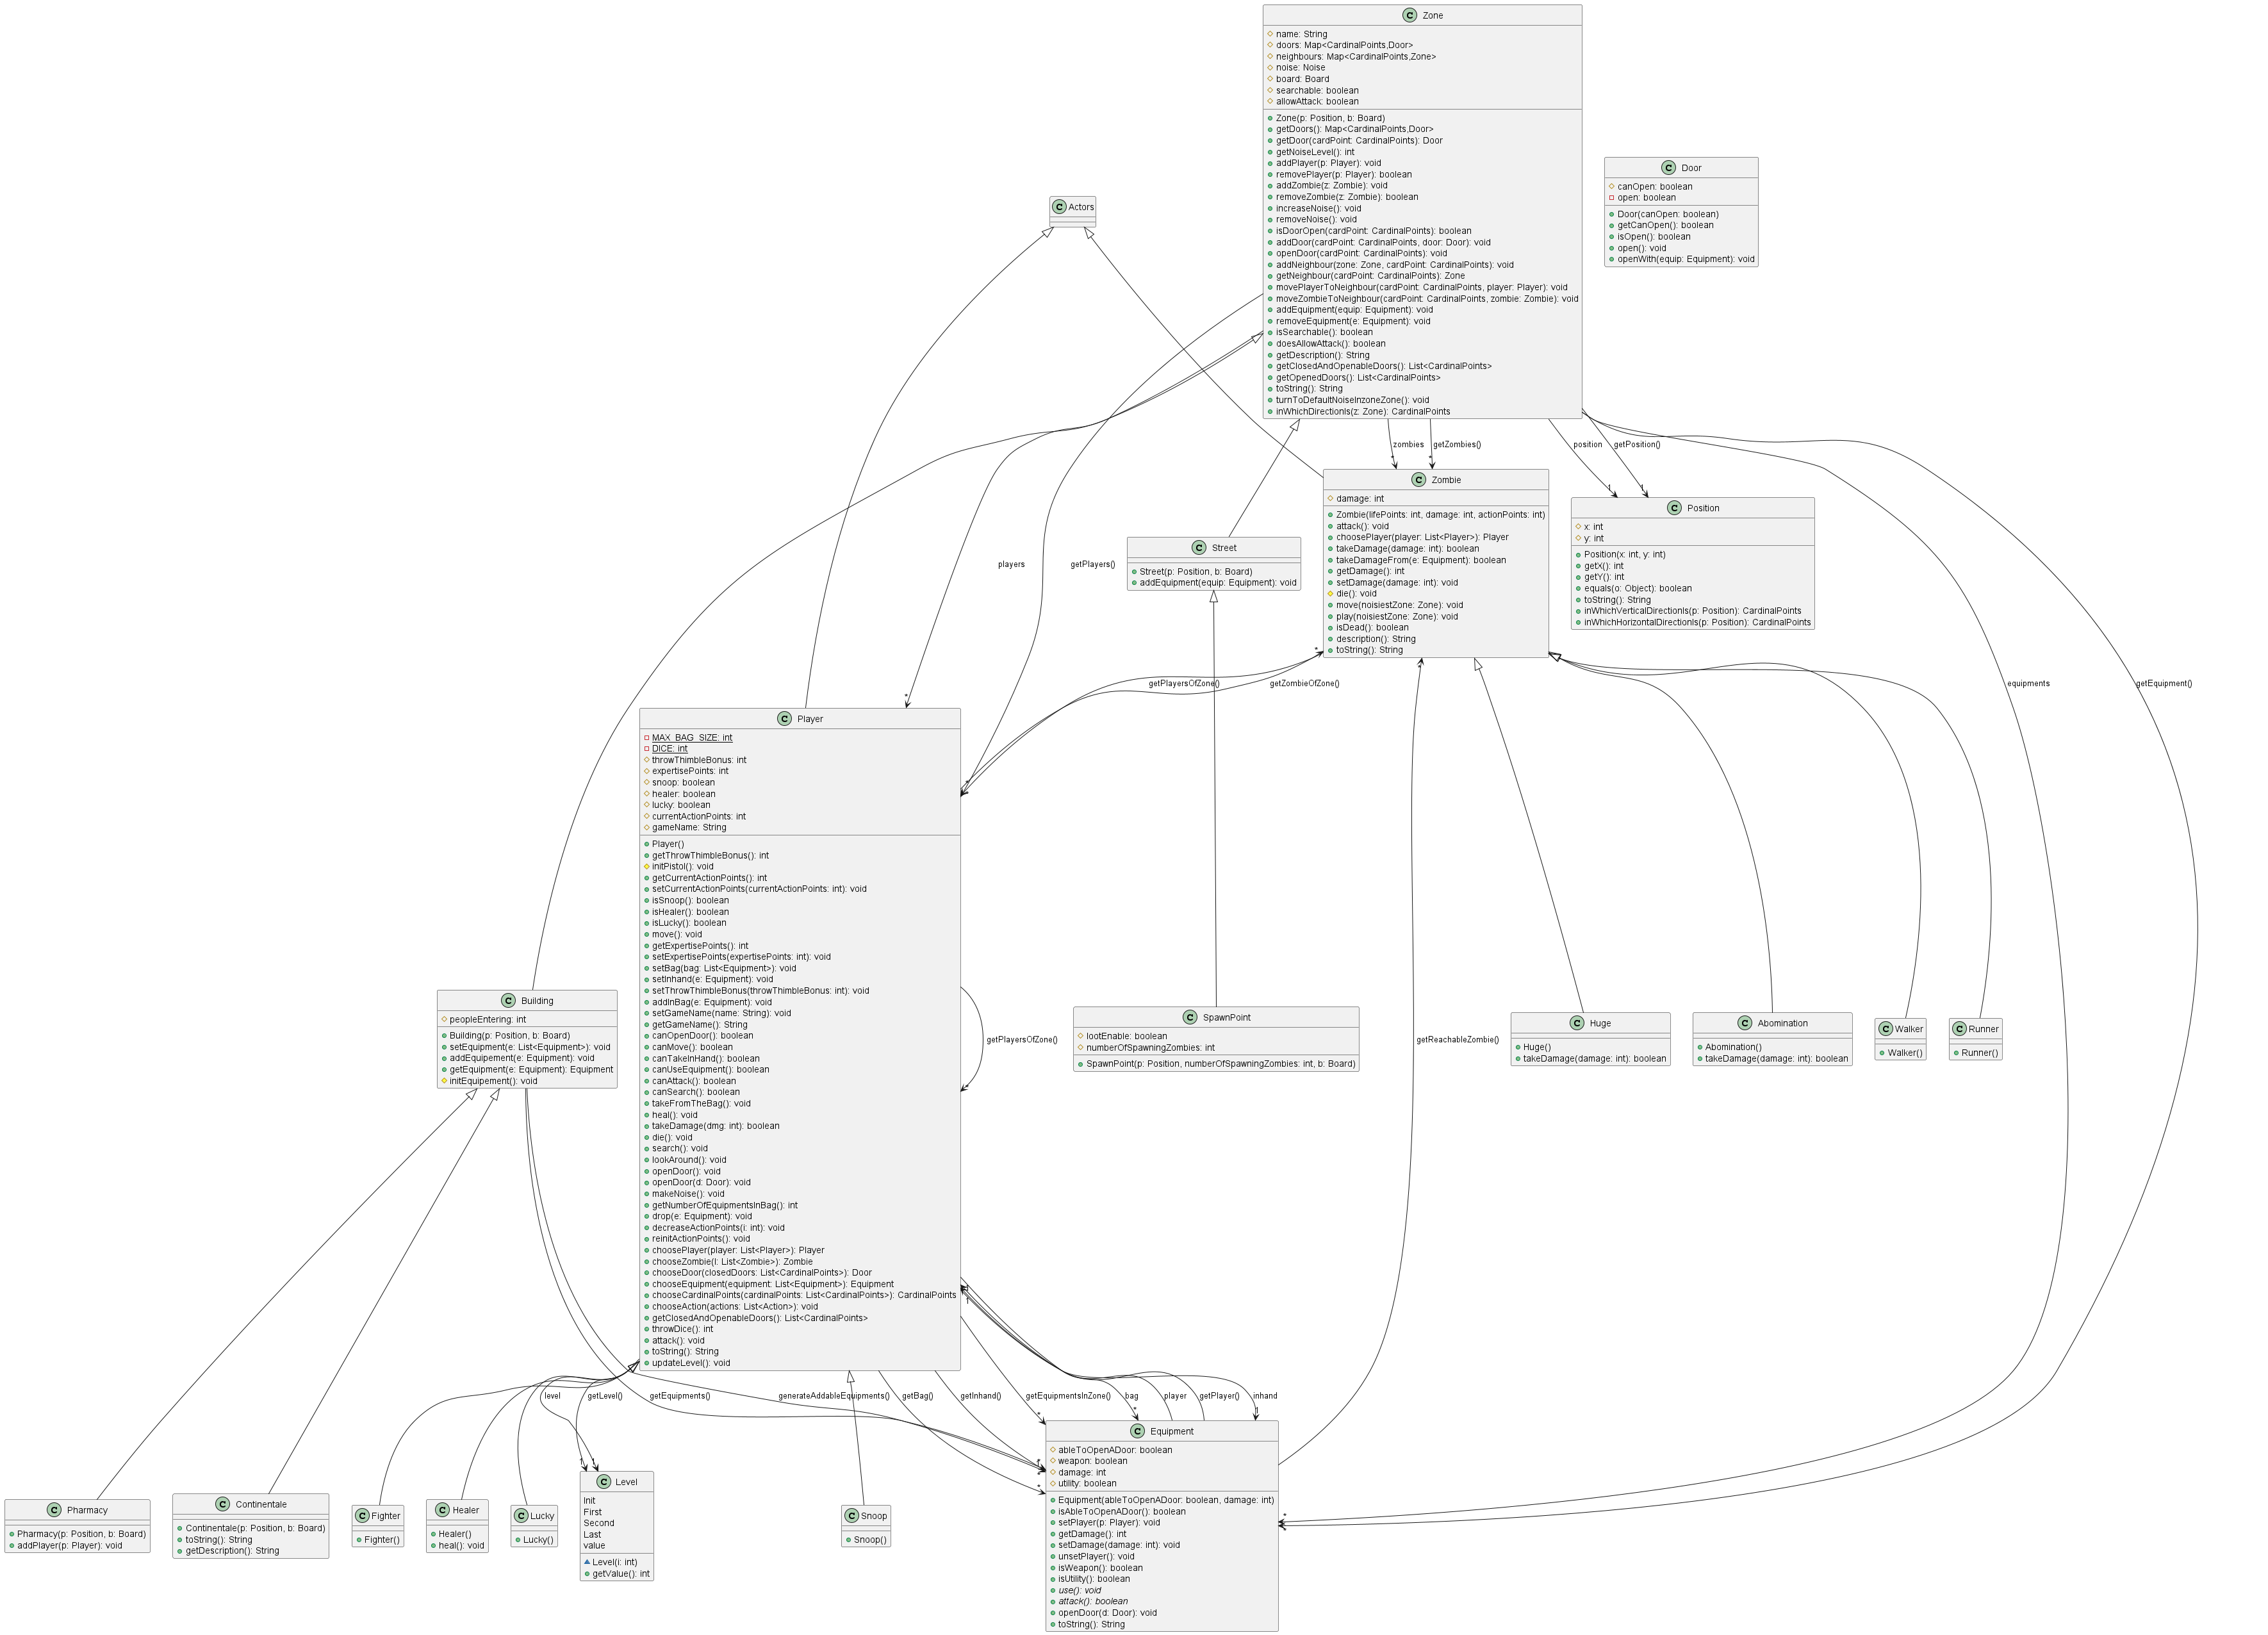 Zone
name: String
doors: Map<CardinalPoints,Door>
neighbours: Map<CardinalPoints,Zone>
noise: Noise
board: Board
searchable: boolean
allowAttack: boolean
Zone(p: Position, b: Board)
getDoors(): Map<CardinalPoints,Door>
getDoor(cardPoint: CardinalPoints): Door
getNoiseLevel(): int
addPlayer(p: Player): void
removePlayer(p: Player): boolean
addZombie(z: Zombie): void
removeZombie(z: Zombie): boolean
increaseNoise(): void
removeNoise(): void
isDoorOpen(cardPoint: CardinalPoints): boolean
addDoor(cardPoint: CardinalPoints, door: Door): void
openDoor(cardPoint: CardinalPoints): void
addNeighbour(zone: Zone, cardPoint: CardinalPoints): void
getNeighbour(cardPoint: CardinalPoints): Zone
movePlayerToNeighbour(cardPoint: CardinalPoints, player: Player): void
moveZombieToNeighbour(cardPoint: CardinalPoints, zombie: Zombie): void
addEquipment(equip: Equipment): void
removeEquipment(e: Equipment): void
isSearchable(): boolean
doesAllowAttack(): boolean
getDescription(): String
getClosedAndOpenableDoors(): List<CardinalPoints>
getOpenedDoors(): List<CardinalPoints>
toString(): String
turnToDefaultNoiseInzoneZone(): void
inWhichDirectionIs(z: Zone): CardinalPoints
Door
canOpen: boolean
open: boolean
Door(canOpen: boolean)
getCanOpen(): boolean
isOpen(): boolean
open(): void
openWith(equip: Equipment): void
Actors
zombies
getZombies()
position
getPosition()
*
*
1
1
Zombie
damage: int
Zombie(lifePoints: int, damage: int, actionPoints: int)
attack(): void
choosePlayer(player: List<Player>): Player
takeDamage(damage: int): boolean
takeDamageFrom(e: Equipment): boolean
getDamage(): int
setDamage(damage: int): void
die(): void
move(noisiestZone: Zone): void
play(noisiestZone: Zone): void
isDead(): boolean
description(): String
toString(): String
Position
x: int
y: int
Position(x: int, y: int)
getX(): int
getY(): int
equals(o: Object): boolean
toString(): String
inWhichVerticalDirectionIs(p: Position): CardinalPoints
inWhichHorizontalDirectionIs(p: Position): CardinalPoints
Street
Street(p: Position, b: Board)
addEquipment(equip: Equipment): void
players
getPlayers()
*
*
*
getPlayersOfZone()
getZombieOfZone()
equipments
getEquipment()
*
Player
MAX_BAG_SIZE: int
DICE: int
throwThimbleBonus: int
expertisePoints: int
snoop: boolean
healer: boolean
lucky: boolean
currentActionPoints: int
gameName: String
Player()
getThrowThimbleBonus(): int
initPistol(): void
getCurrentActionPoints(): int
setCurrentActionPoints(currentActionPoints: int): void
isSnoop(): boolean
isHealer(): boolean
isLucky(): boolean
move(): void
getExpertisePoints(): int
setExpertisePoints(expertisePoints: int): void
setBag(bag: List<Equipment>): void
setInhand(e: Equipment): void
setThrowThimbleBonus(throwThimbleBonus: int): void
addInBag(e: Equipment): void
setGameName(name: String): void
getGameName(): String
canOpenDoor(): boolean
canMove(): boolean
canTakeInHand(): boolean
canUseEquipment(): boolean
canAttack(): boolean
canSearch(): boolean
takeFromTheBag(): void
heal(): void
takeDamage(dmg: int): boolean
die(): void
search(): void
lookAround(): void
openDoor(): void
openDoor(d: Door): void
makeNoise(): void
getNumberOfEquipmentsInBag(): int
drop(e: Equipment): void
decreaseActionPoints(i: int): void
reinitActionPoints(): void
choosePlayer(player: List<Player>): Player
chooseZombie(l: List<Zombie>): Zombie
chooseDoor(closedDoors: List<CardinalPoints>): Door
chooseEquipment(equipment: List<Equipment>): Equipment
chooseCardinalPoints(cardinalPoints: List<CardinalPoints>): CardinalPoints
chooseAction(actions: List<Action>): void
getClosedAndOpenableDoors(): List<CardinalPoints>
throwDice(): int
attack(): void
toString(): String
updateLevel(): void
getPlayersOfZone()
*
Building
peopleEntering: int
Building(p: Position, b: Board)
setEquipment(e: List<Equipment>): void
addEquipement(e: Equipment): void
getEquipment(e: Equipment): Equipment
initEquipement(): void
SpawnPoint
lootEnable: boolean
numberOfSpawningZombies: int
SpawnPoint(p: Position, numberOfSpawningZombies: int, b: Board)
getReachableZombie()
Huge
Huge()
takeDamage(damage: int): boolean
Abomination
Abomination()
takeDamage(damage: int): boolean
Walker
Walker()
Runner
Runner()
1
level
getLevel()
getEquipments()
generateAddableEquipments()
getBag()
getInhand()
getEquipmentsInZone()
bag
player
getPlayer()
inhand
1
1
*
*
1
*
*
*
*
*
Pharmacy
Pharmacy(p: Position, b: Board)
addPlayer(p: Player): void
Continentale
Continentale(p: Position, b: Board)
toString(): String
getDescription(): String
Fighter
Fighter()
Healer
Healer()
heal(): void
Lucky
Lucky()
Level
Init
First
Second
Last
value
Level(i: int)
getValue(): int
Snoop
Snoop()
Equipment
ableToOpenADoor: boolean
weapon: boolean
damage: int
utility: boolean
Equipment(ableToOpenADoor: boolean, damage: int)
isAbleToOpenADoor(): boolean
setPlayer(p: Player): void
getDamage(): int
setDamage(damage: int): void
unsetPlayer(): void
isWeapon(): boolean
isUtility(): boolean
use(): void
attack(): boolean
openDoor(d: Door): void
toString(): String